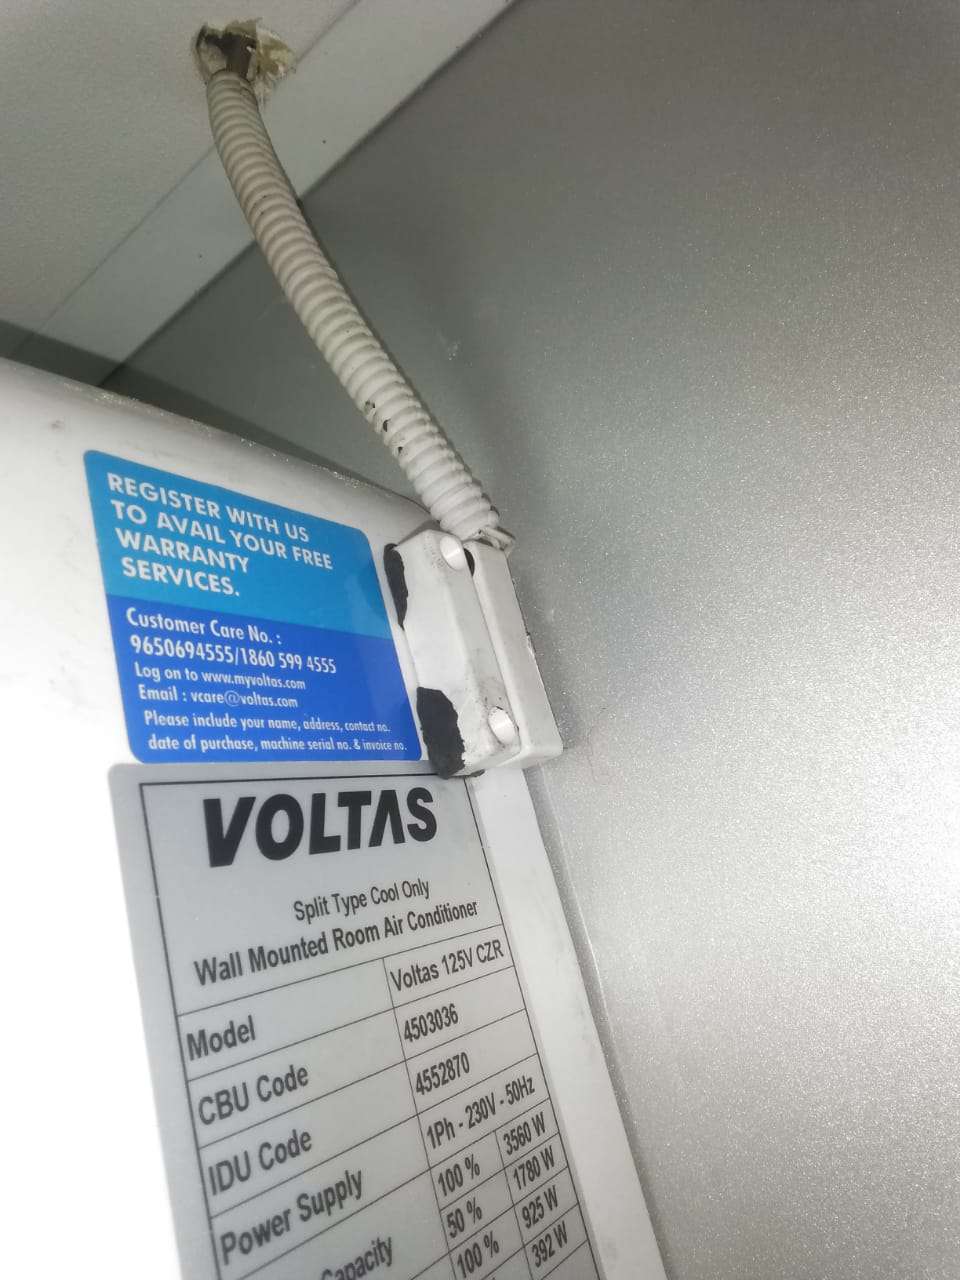 REGISTER WITH US
TO AVAIL YOUR FREE
WARRANTY
SERVICES.
Customer Care No. :
9650694555/1860 599 4555
Log on to www.myvoltas.com
Email : vcare@voltas.com
Please include your name, address, contact no.
date of purchase, machine serial no. & invoice no.
VOLTAS
Split Type Cool Only
Wall Mounted Room Air Conditioner
Model Voltas 125V CZR
CBU Code 4503036
IDU Code 4552870
Power Supply 1Ph - 230V - 50Hz
Capacity 100 % 3560 W
50 % 1780 W
100 % 925 W
392 W